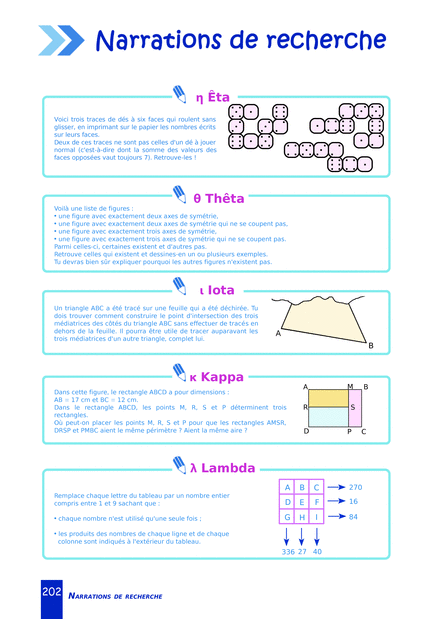 Narrations de recherche
η Êta
Voici trois traces de dés à six faces qui roulent sans
glisser, en imprimant sur le papier les nombres écrits
sur leurs faces.
Deux de ces traces ne sont pas celles d'un dé à jouer
normal (c'est-à-dire dont la somme des valeurs des
faces opposées vaut toujours 7). Retrouve-les !
θ Thêta
Voilà une liste de figures :
• une figure avec exactement deux axes de symétrie,
• une figure avec exactement deux axes de symétrie qui ne se coupent pas,
• une figure avec exactement trois axes de symétrie,
• une figure avec exactement trois axes de symétrie qui ne se coupent pas.
Parmi celles-ci, certaines existent et d'autres pas.
Retrouve celles qui existent et dessines-en un ou plusieurs exemples.
Tu devras bien sûr expliquer pourquoi les autres figures n'existent pas.
ι Iota
Un triangle ABC a été tracé sur une feuille qui a été déchirée. Tu
dois trouver comment construire le point d'intersection des trois
médiatrices des côtés du triangle ABC sans effectuer de tracés en
dehors de la feuille. Il pourra être utile de tracer auparavant les
trois médiatrices d'un autre triangle, complet lui.
A
B
κ Kappa
Dans cette figure, le rectangle ABCD a pour dimensions :
AB = 17 cm et BC = 12 cm.
Dans le rectangle ABCD, les points M, R, S et P déterminent trois
rectangles.
Où peut-on placer les points M, R, S et P pour que les rectangles AMSR,
DRSP et PMBC aient le même périmètre ? Aient la même aire ?
A M B
R S
D P C
λ Lambda
Remplace chaque lettre du tableau par un nombre entier
compris entre 1 et 9 sachant que :
• chaque nombre n'est utilisé qu'une seule fois ;
• les produits des nombres de chaque ligne et de chaque
colonne sont indiqués à l'extérieur du tableau.
A B C 270
D E F 16
G H I 84
336 27 40
202 NARRATIONS DE RECHERCHE